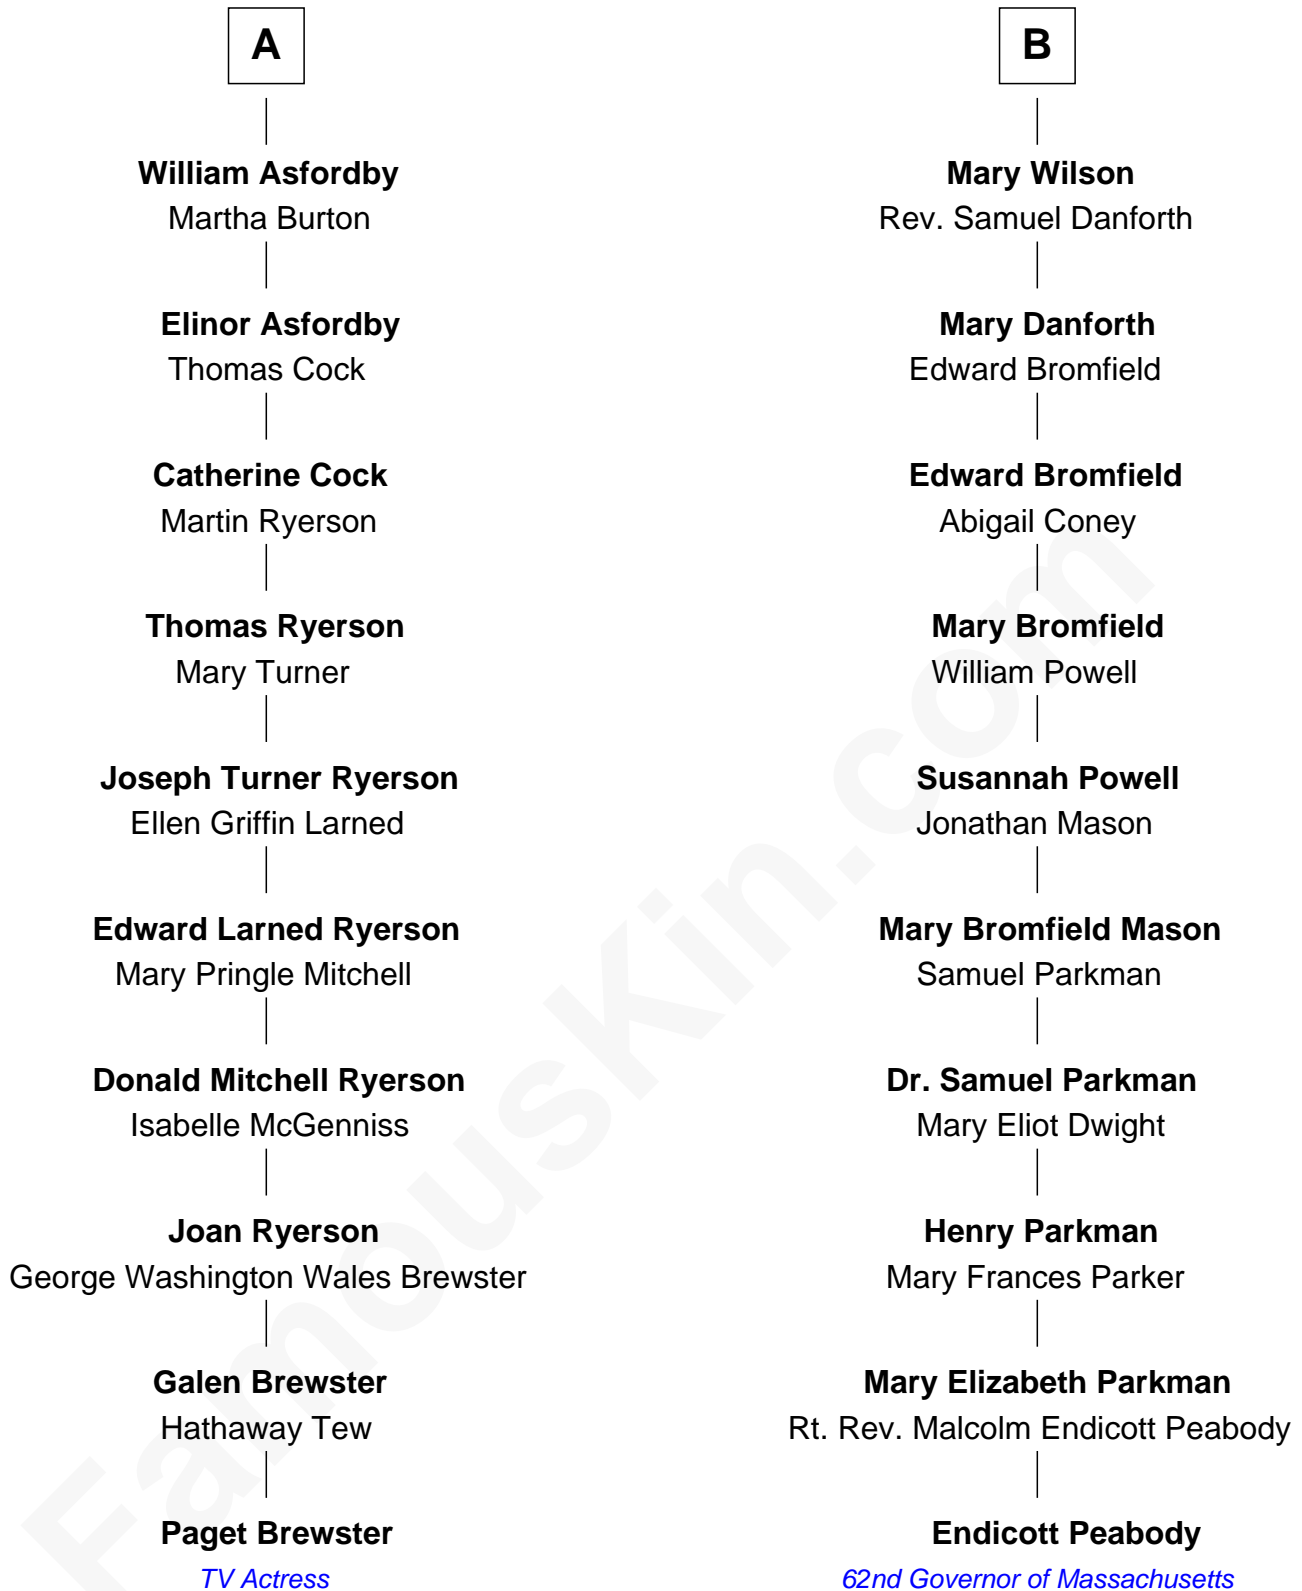 A
William Asfordby
Martha Burton
Elinor Asfordby
Thomas Cock
Catherine Cock
Martin Ryerson
Thomas Ryerson
Mary Turner
Joseph Turner Ryerson
Ellen Griffin Larned
Edward Larned Ryerson
Mary Pringle Mitchell
Donald Mitchell Ryerson
Isabelle McGenniss
Joan Ryerson
George Washington Wales Brewster
Galen Brewster
Hathaway Tew
Paget Brewster
TV Actress
B
Mary Wilson
Rev. Samuel Danforth
Mary Danforth
Edward Bromfield
Edward Bromfield
Abigail Coney
Mary Bromfield
William Powell
Susannah Powell
Jonathan Mason
Mary Bromfield Mason
Samuel Parkman
Dr. Samuel Parkman
Mary Eliot Dwight
Henry Parkman
Mary Frances Parker
Mary Elizabeth Parkman
Rt. Rev. Malcolm Endicott Peabody
Endicott Peabody
62nd Governor of Massachusetts
FamousKin.com